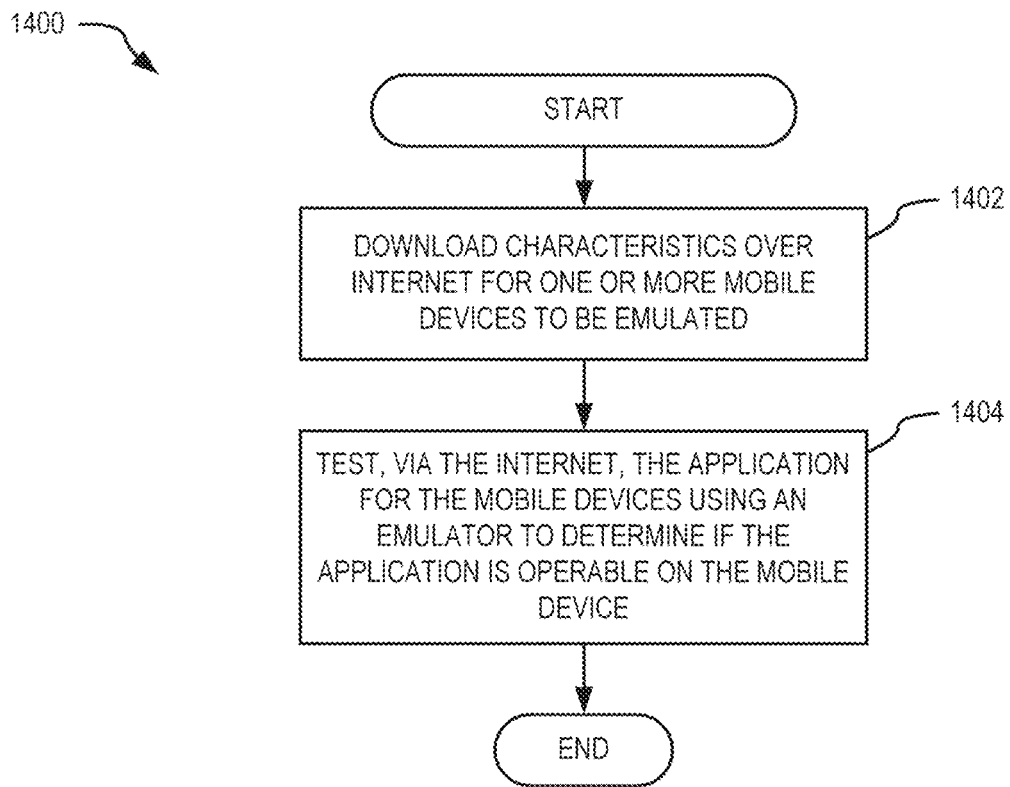 1400
START
1402
DOWNLOAD CHARACTERISTICS OVER
INTERNET FOR ONE OR MORE MOBILE
DEVICES TO BE EMULATED
1404
TEST, VIA THE INTERNET, THE APPLICATION
FOR THE MOBILE DEVICES USING AN
EMULATOR TO DETERMINE IF THE
APPLICATION IS OPERABLE ON THE MOBILE
DEVICE
END